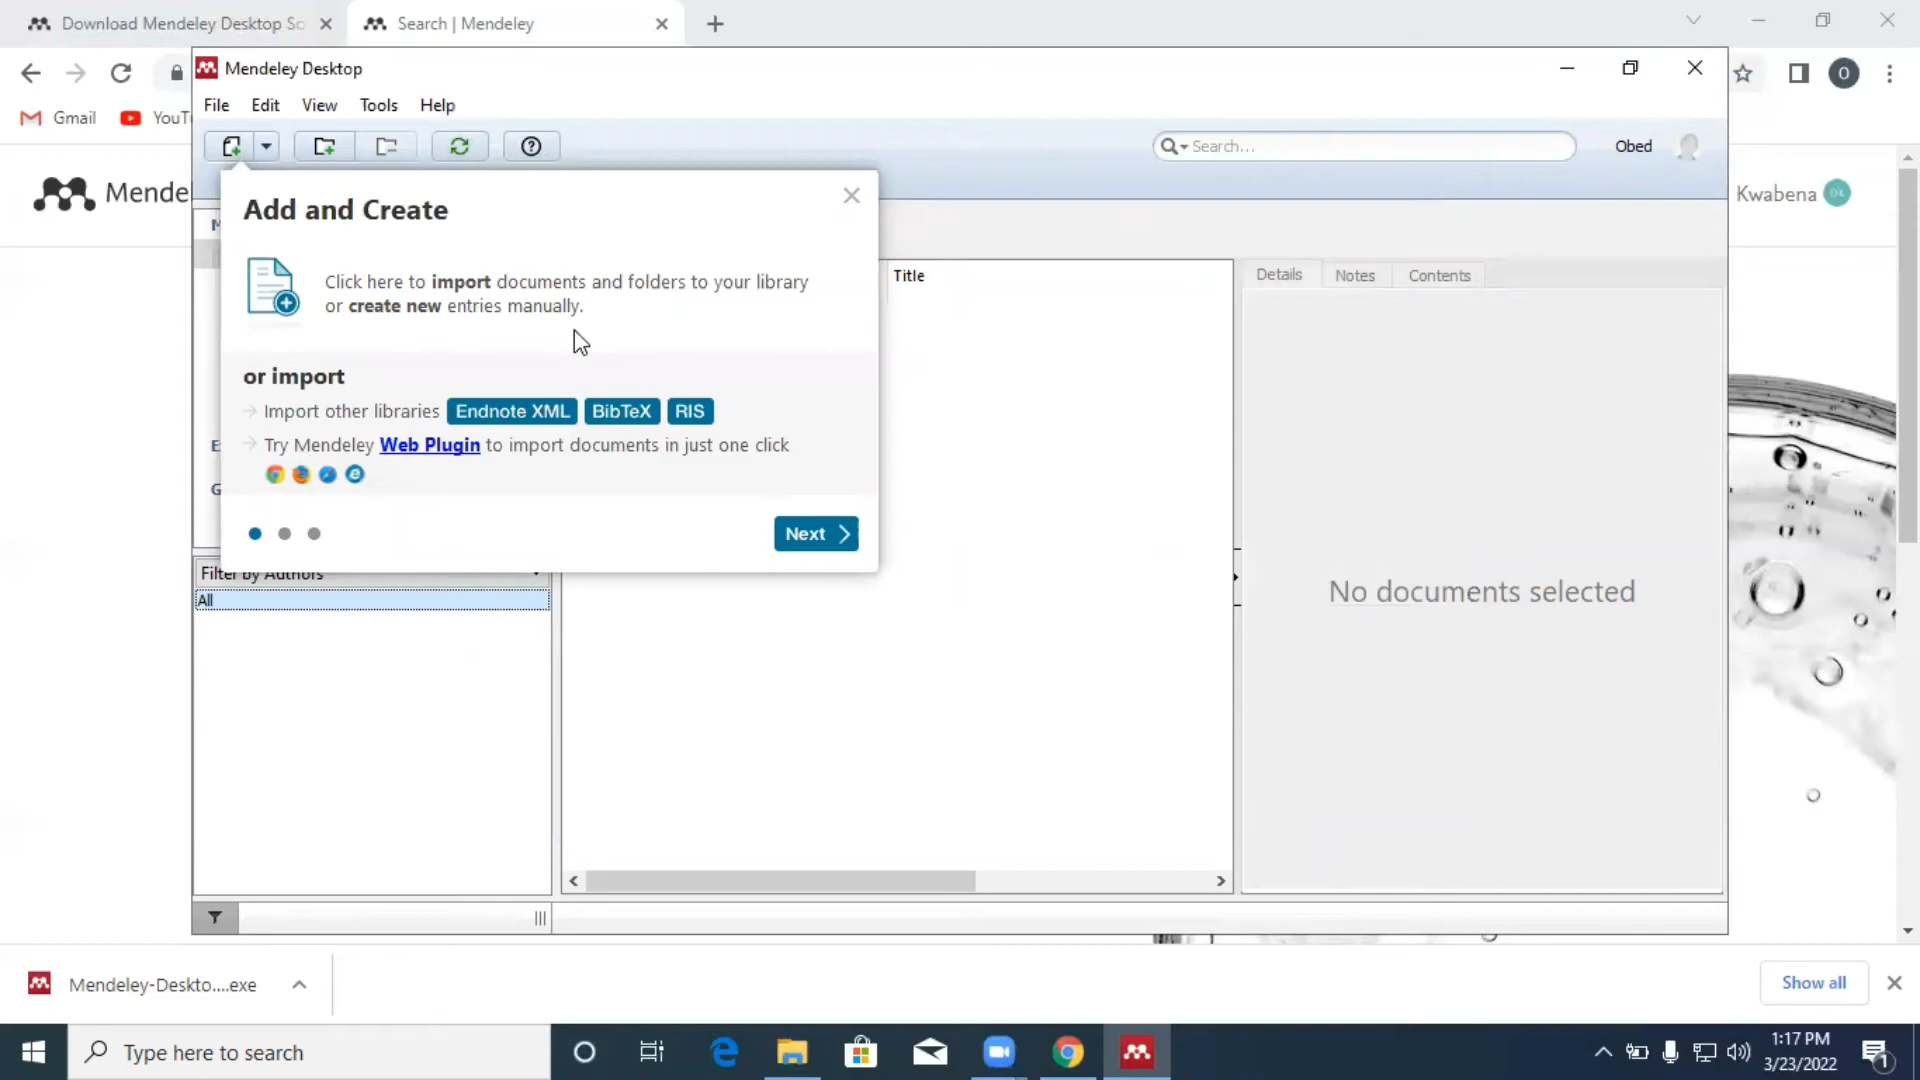 Download Mendeley Desktop So
Search | Mendeley
Gmail
YouTu
Mendele
Kwabena
Mendeley Desktop
File Edit View Tools Help
Search...
Obed
Add and Create
Click here to import documents and folders to your library
or create new entries manually.
or import
Import other libraries Endnote XML BibTeX RIS
Try Mendeley Web Plugin to import documents in just one click
Next
Title
Details Notes Contents
No documents selected
Filter by Authors
All
Mendeley-Deskto....exe
Show all
Type here to search
1:17 PM
3/23/2022
1